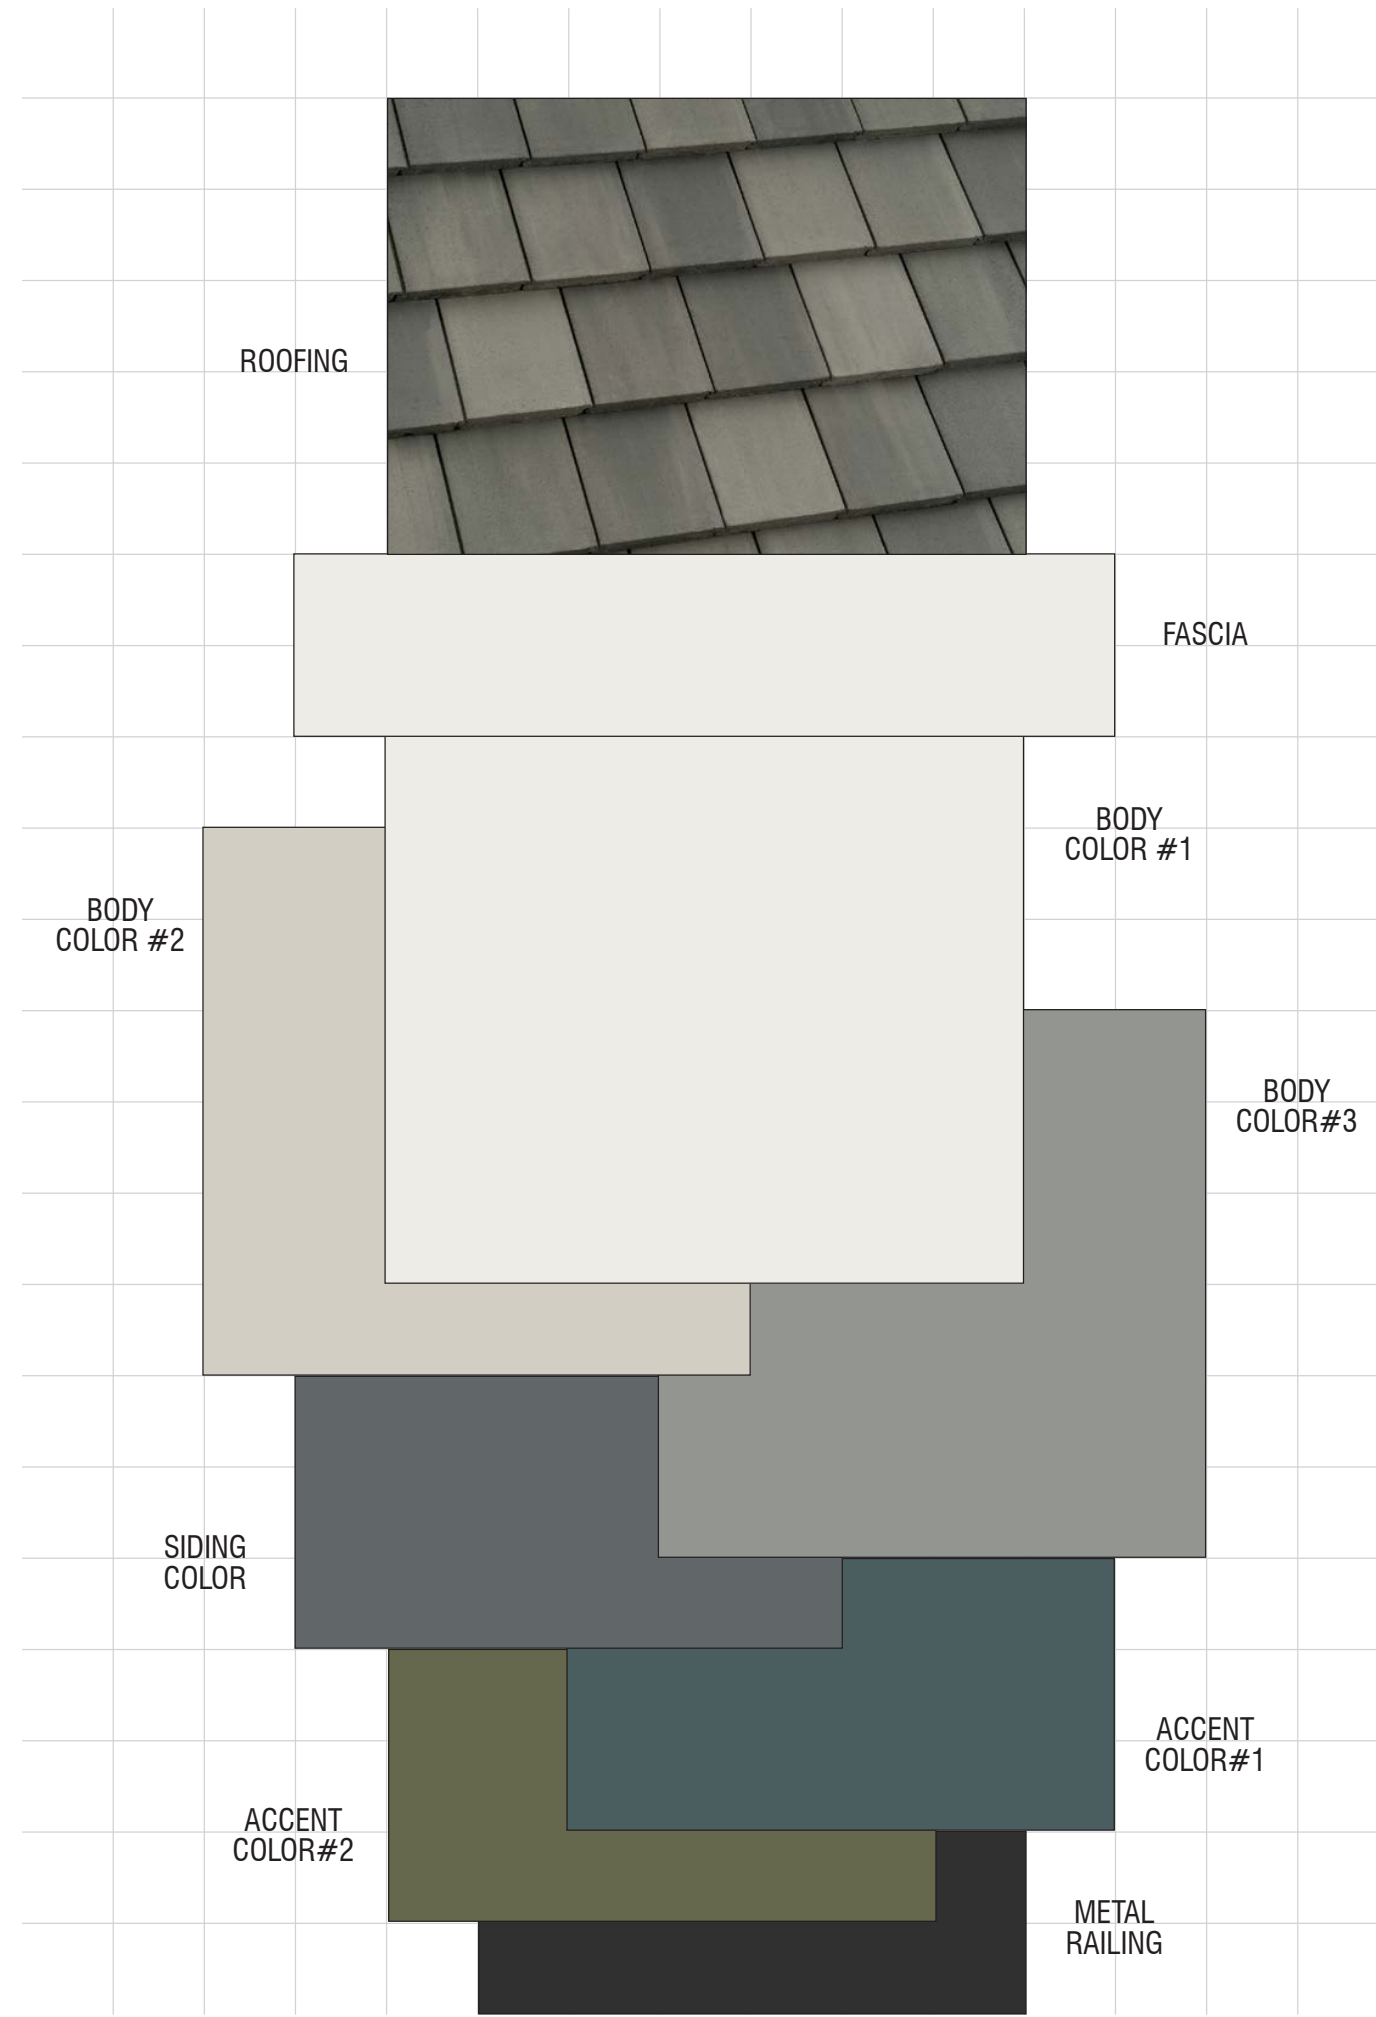 ROOFING
FASCIA
BODY
COLOR #1
BODY
COLOR #2
BODY
COLOR#3
SIDING
COLOR
ACCENT
COLOR#1
ACCENT
COLOR#2
METAL
RAILING